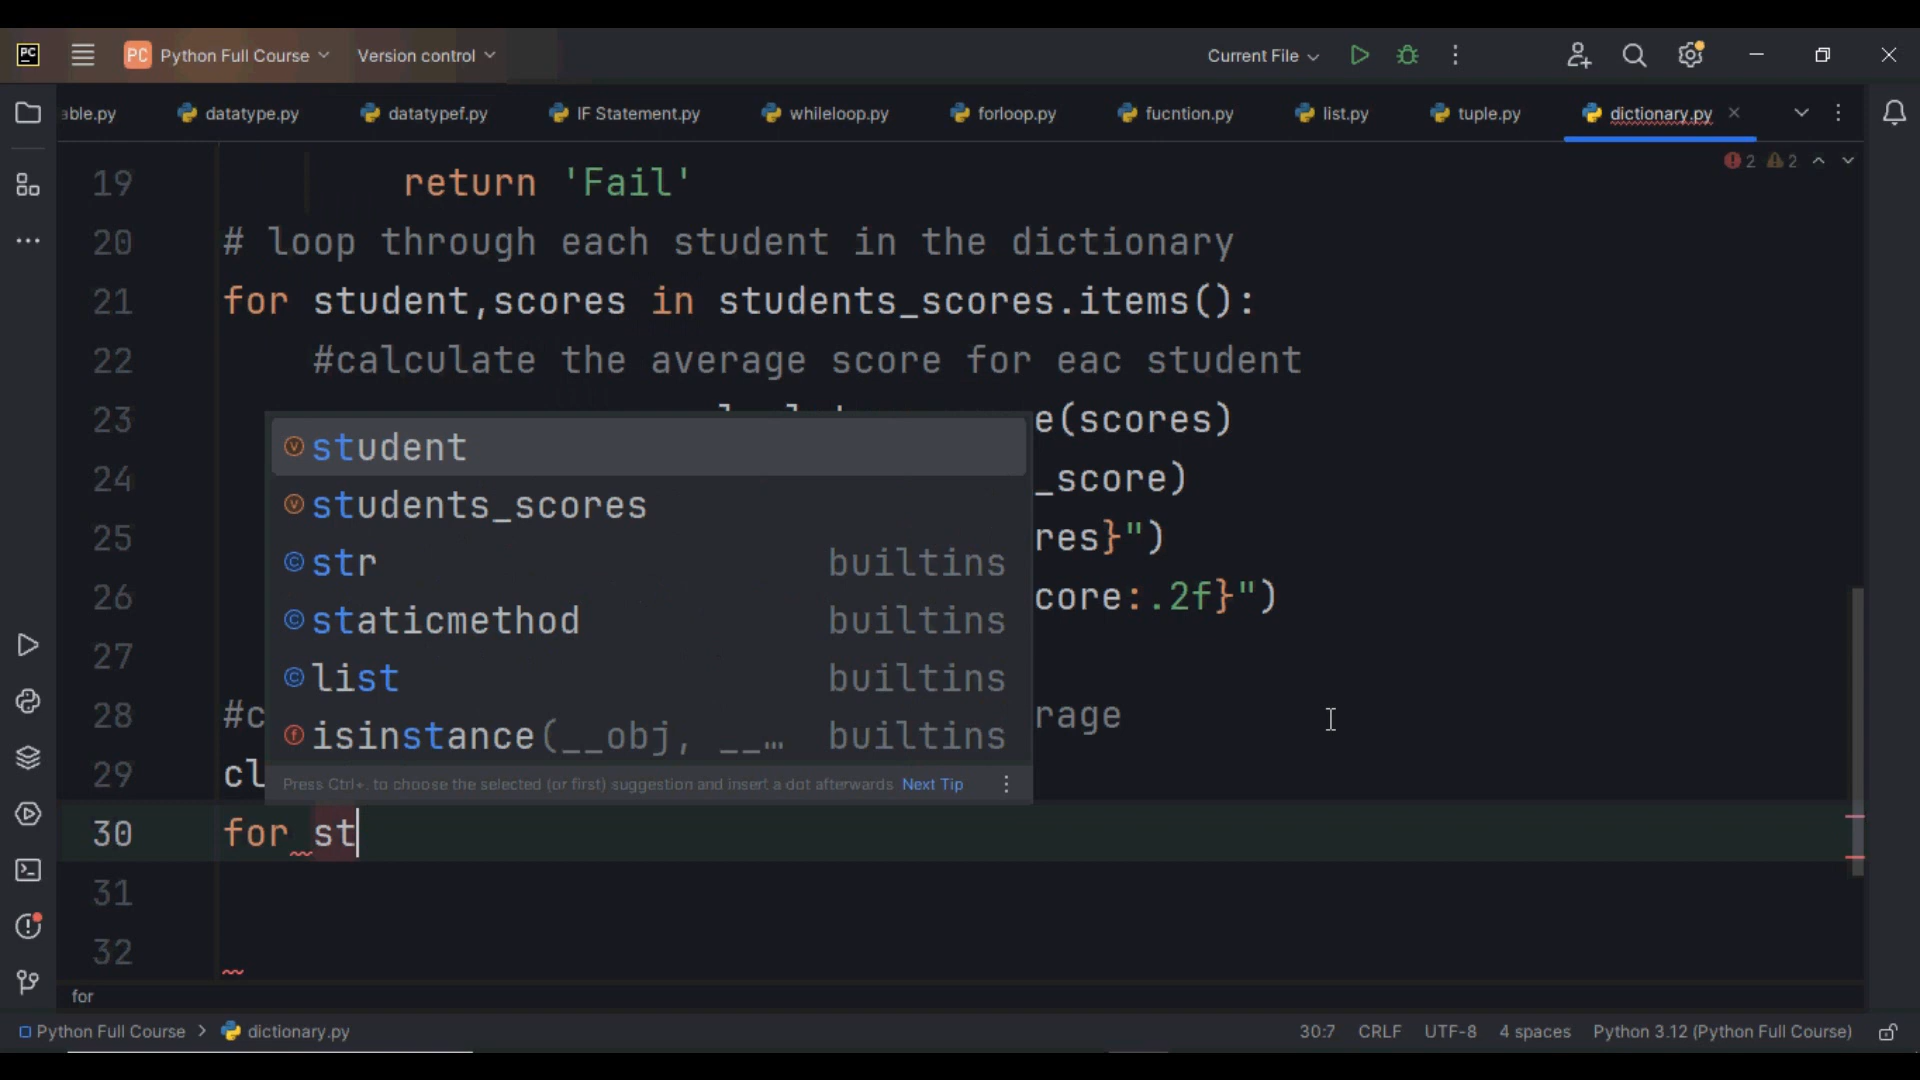 PC
PC Python Full Course Version control Current File
able.py datatype.py datatypef.py IF Statement.py whileloop.py forloop.py fucntion.py list.py tuple.py dictionary.py
2 2
19 return 'Fail'
20 # loop through each student in the dictionary
21 for student,scores in students_scores.items():
22 #calculate the average score for eac student
23 e(scores)
24 _score)
25 res}")
26 core:.2f}")
27
28 #c rage
29 cl
30 for st
31
32
student
students_scores
str builtins
staticmethod builtins
list builtins
isinstance(__obj, __… builtins
Press Ctrl+. to choose the selected (or first) suggestion and insert a dot afterwards Next Tip
for
Python Full Course > dictionary.py 30:7 CRLF UTF-8 4 spaces Python 3.12 (Python Full Course)